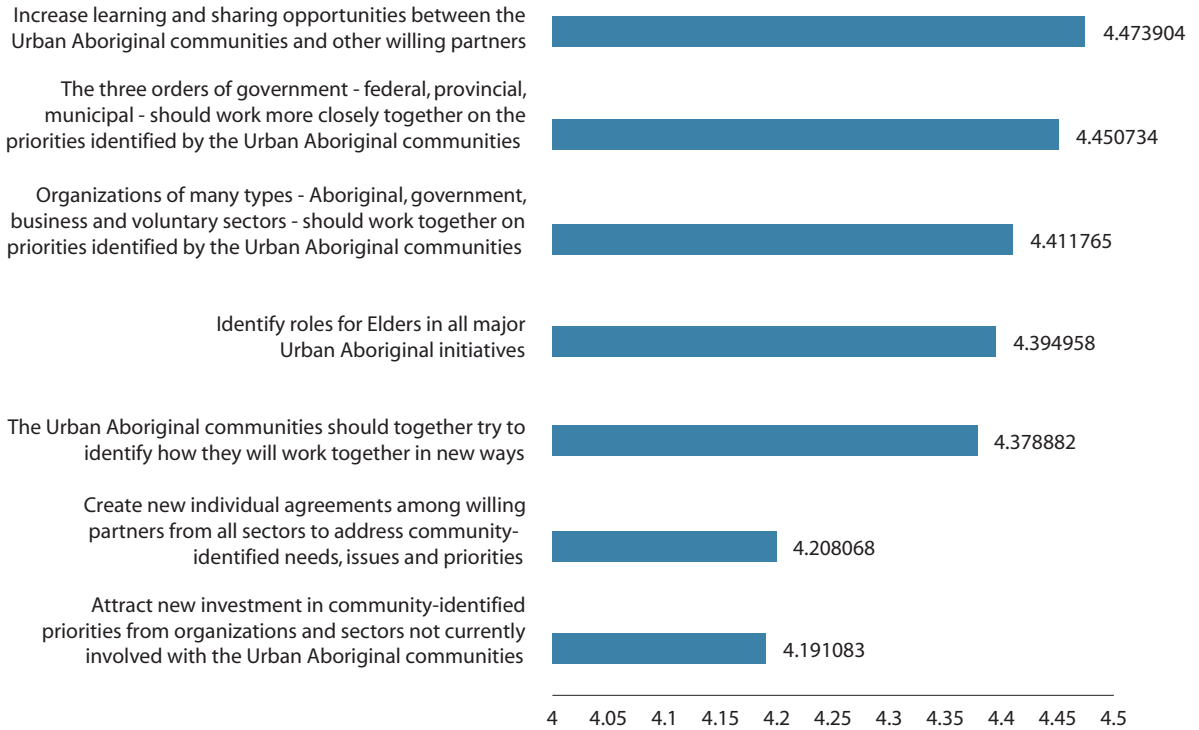 Increase learning and sharing opportunities between the
Urban Aboriginal communities and other willing partners
4.473904
The three orders of government - federal, provincial,
municipal - should work more closely together on the
priorities identified by the Urban Aboriginal communities
4.450734
Organizations of many types - Aboriginal, government,
business and voluntary sectors - should work together on
priorities identified by the Urban Aboriginal communities
4.411765
Identify roles for Elders in all major
Urban Aboriginal initiatives
4.394958
The Urban Aboriginal communities should together try to
identify how they will work together in new ways
4.378882
Create new individual agreements among willing
partners from all sectors to address community-
identified needs, issues and priorities
4.208068
Attract new investment in community-identified
priorities from organizations and sectors not currently
involved with the Urban Aboriginal communities
4.191083
4 4.05 4.1 4.15 4.2 4.25 4.3 4.35 4.4 4.45 4.5